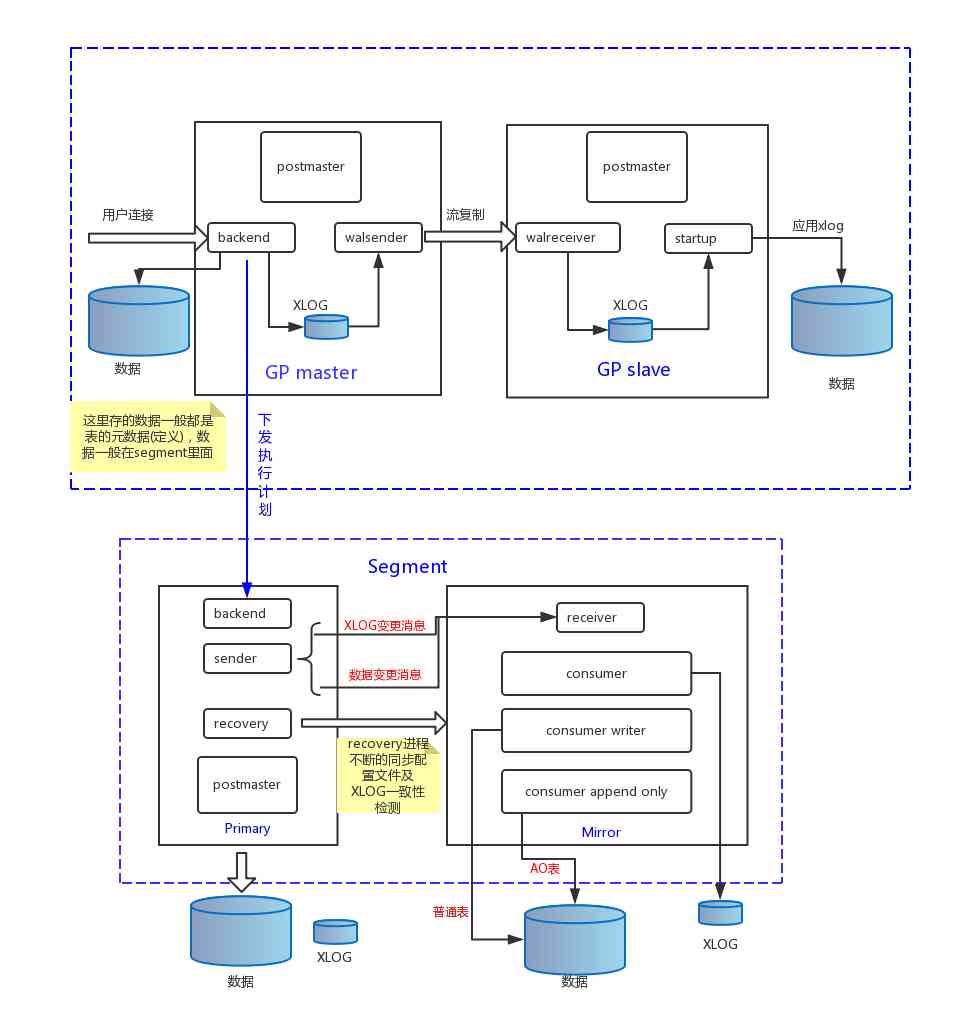 postmaster
postmaster
用户连接
流复制
应用xlog
backend
walsender
walreceiver
startup
XLOG
XLOG
数据
GP master
GP slave
数据
这里存的数据一般都是
表的元数据(定义)，数
据一般在segment里面
下
发
执
行
计
划
Segment
backend
XLOG变更消息
receiver
sender
数据变更消息
consumer
recovery
consumer writer
recovery进程
不断的同步配
置文件及
XLOG一致性
检测
postmaster
consumer append only
Primary
Mirror
AO表
普通表
XLOG
XLOG
数据
数据